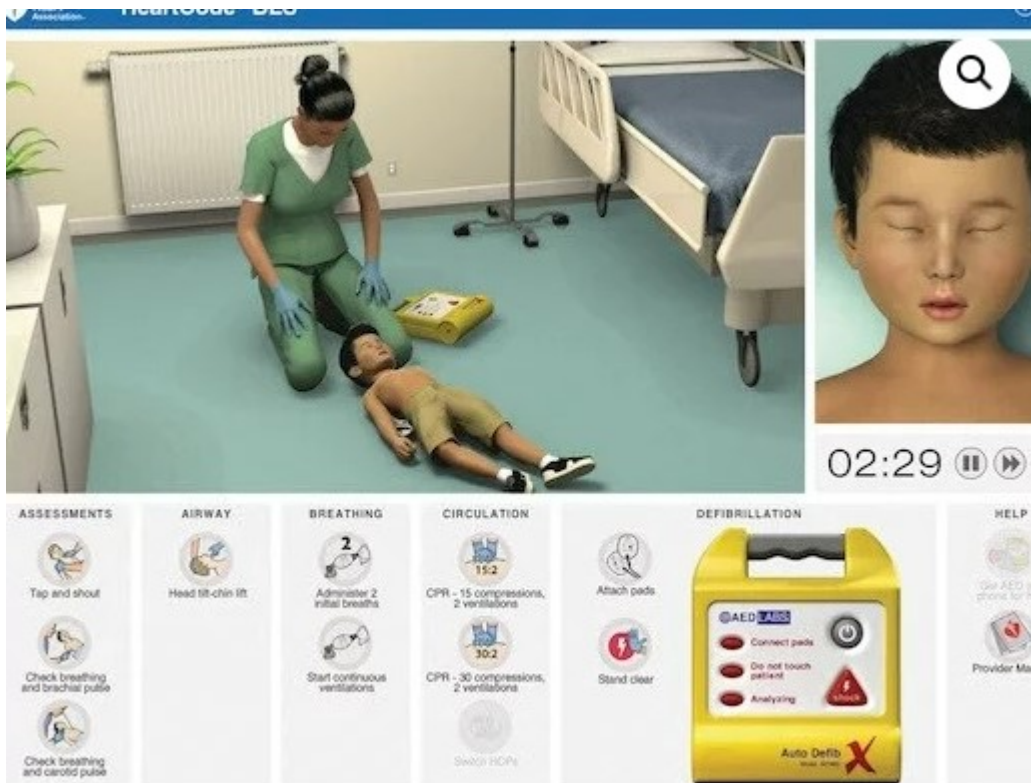 Association.
HeartCode® BLS
02:29
ASSESSMENTS
Tap and shout
Check breathing
and brachial pulse
Check breathing
and carotid pulse
AIRWAY
Head tilt-chin lift
BREATHING
2
Administer 2
initial breaths
Start continuous
ventilations
CIRCULATION
15:2
CPR - 15 compressions,
2 ventilations
30:2
CPR - 30 compressions,
2 ventilations
Switch HCPs
DEFIBRILLATION
Attach pads
Stand clear
AED LABS
Connect pads
Do not touch
patient
Analyzing
shock
Auto Defib X
HELP
Provider Ma